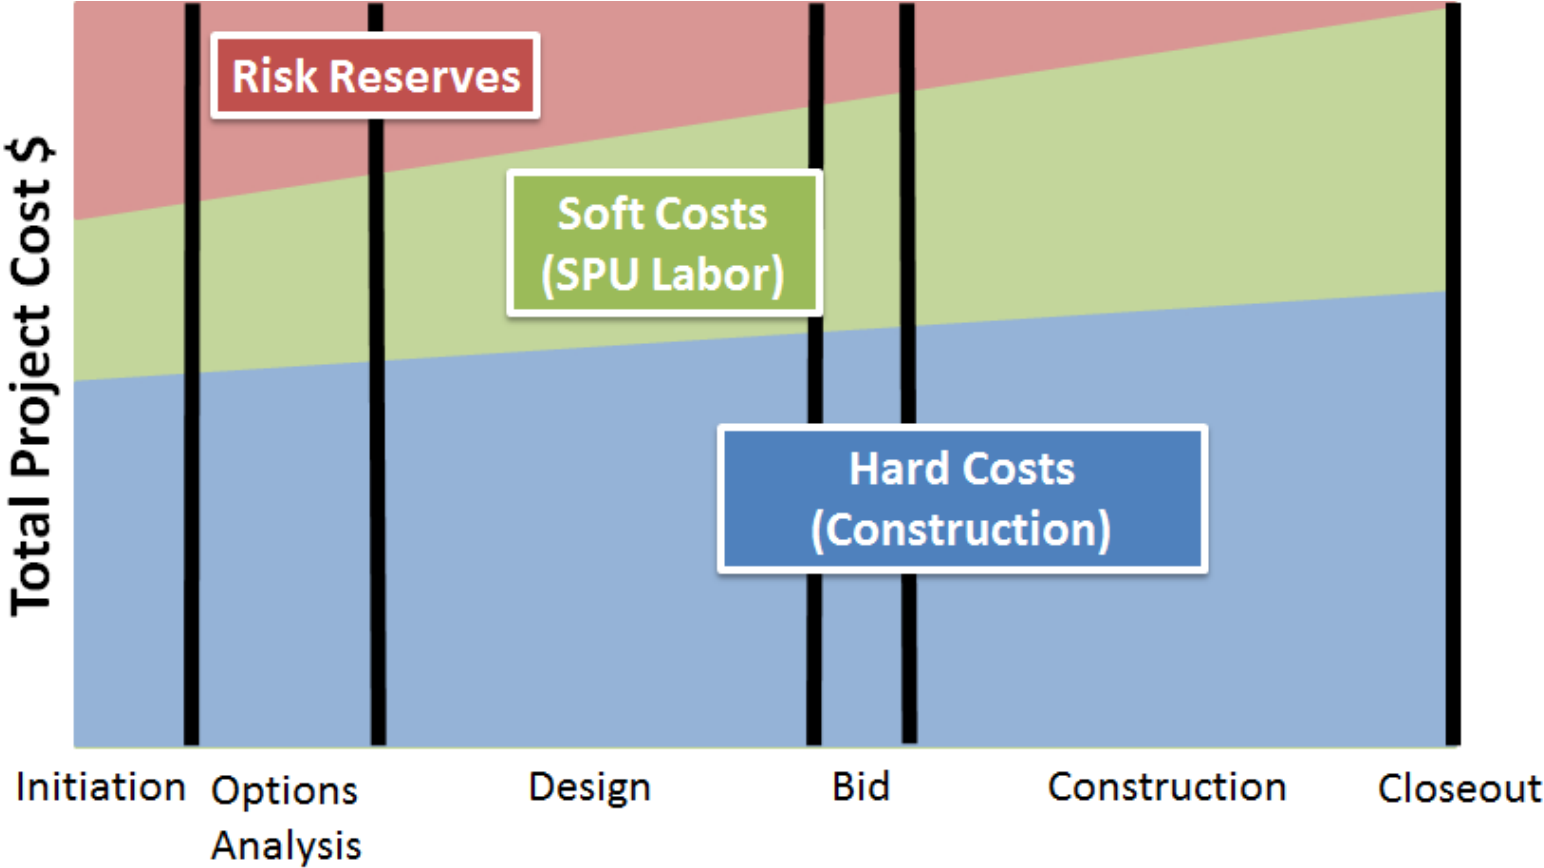 Total Project Cost $
Risk Reserves
Soft Costs
(SPU Labor)
Hard Costs
(Construction)
Initiation
Options
Analysis
Design
Bid
Construction
Closeout